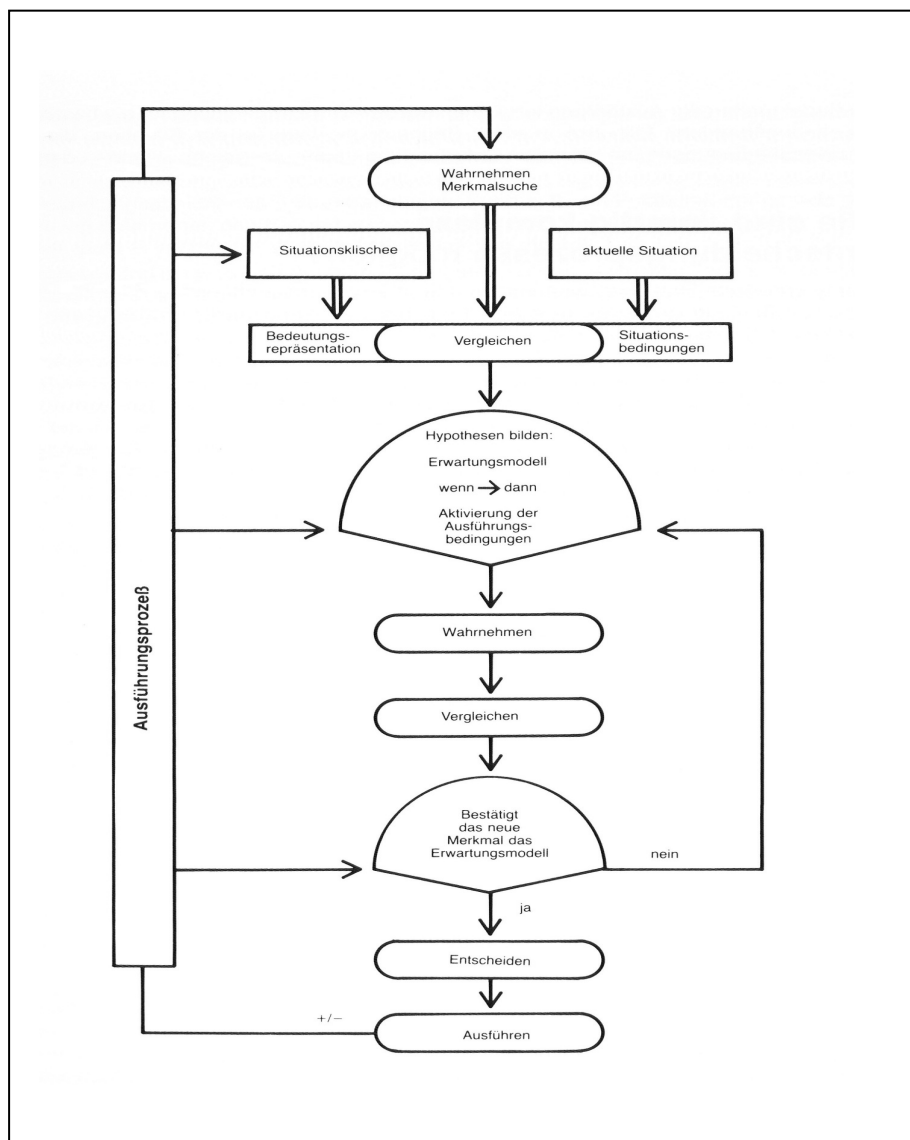 Wahrnehmen
Merkmalsuche
Situationsklischee
aktuelle Situation
Bedeutungs-
repräsentation
Vergleichen
Situations-
bedingungen
Hypothesen bilden:
Erwartungsmodell
wenn → dann
Aktivierung der
Ausführungs-
bedingungen
Ausführungsprozeß
Wahrnehmen
Vergleichen
Bestätigt
das neue
Merkmal das
Erwartungsmodell
nein
ja
Entscheiden
+/−
Ausführen